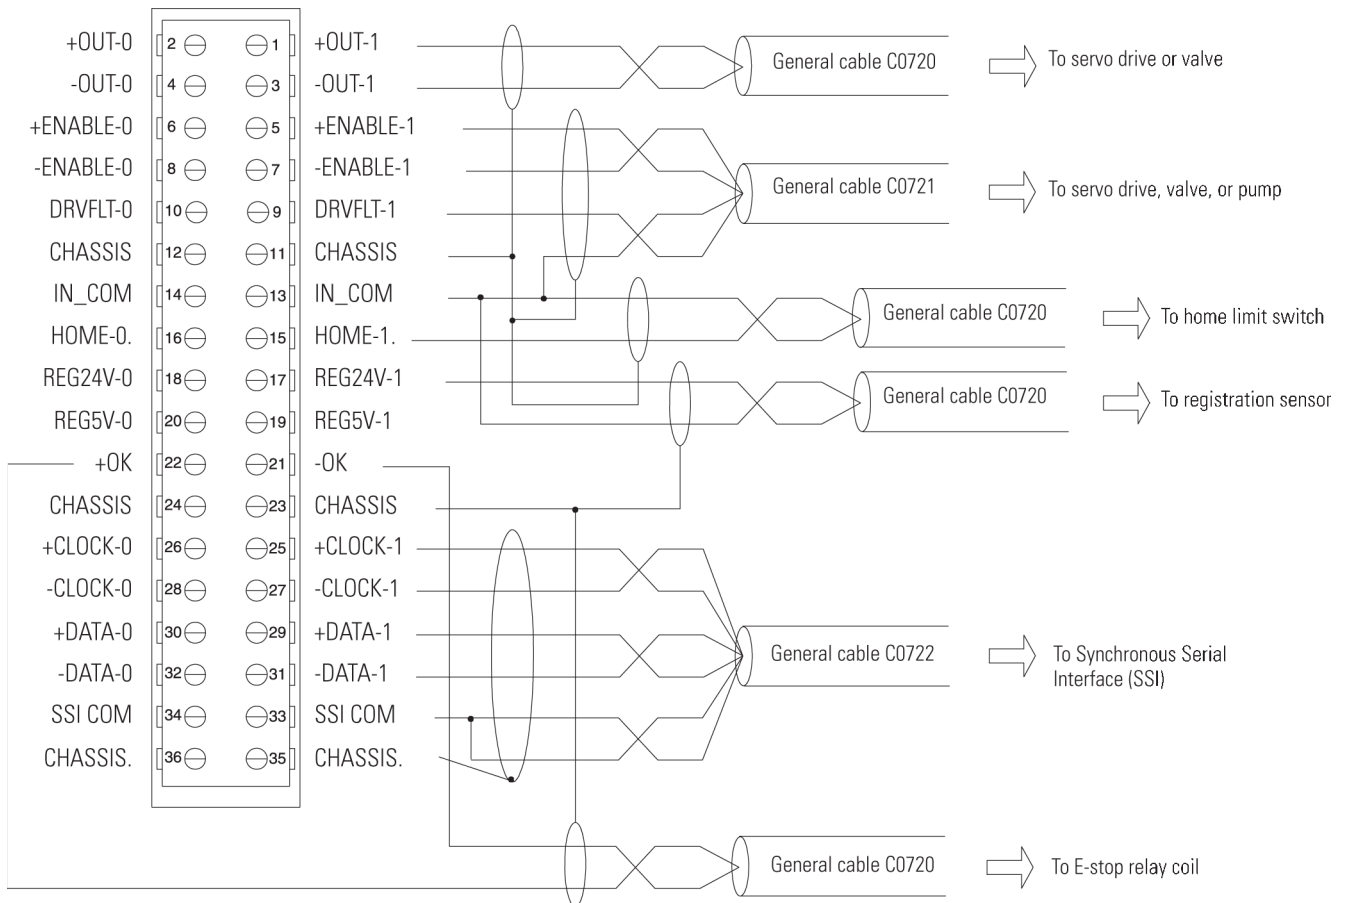 +OUT-0 2 1 +OUT-1 General cable C0720 To servo drive or valve
-OUT-0 4 3 -OUT-1
+ENABLE-0 6 5 +ENABLE-1
-ENABLE-0 8 7 -ENABLE-1 General cable C0721 To servo drive, valve, or pump
DRVFLT-0 10 9 DRVFLT-1
CHASSIS 12 11 CHASSIS
IN_COM 14 13 IN_COM General cable C0720 To home limit switch
HOME-0. 16 15 HOME-1.
REG24V-0 18 17 REG24V-1 General cable C0720 To registration sensor
REG5V-0 20 19 REG5V-1
+OK 22 21 -OK
CHASSIS 24 23 CHASSIS
+CLOCK-0 26 25 +CLOCK-1
-CLOCK-0 28 27 -CLOCK-1
+DATA-0 30 29 +DATA-1 General cable C0722 To Synchronous Serial
Interface (SSI)
-DATA-0 32 31 -DATA-1
SSI COM 34 33 SSI COM
CHASSIS. 36 35 CHASSIS.
General cable C0720 To E-stop relay coil